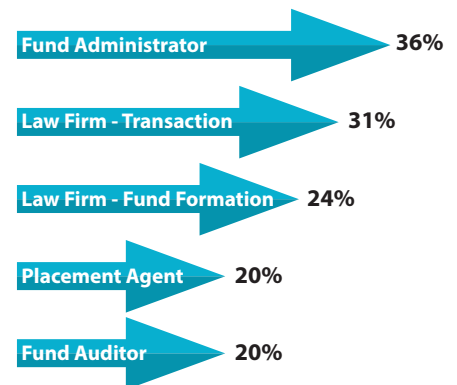 Fund Administrator 36%
Law Firm - Transaction 31%
Law Firm - Fund Formation 24%
Placement Agent 20%
Fund Auditor 20%